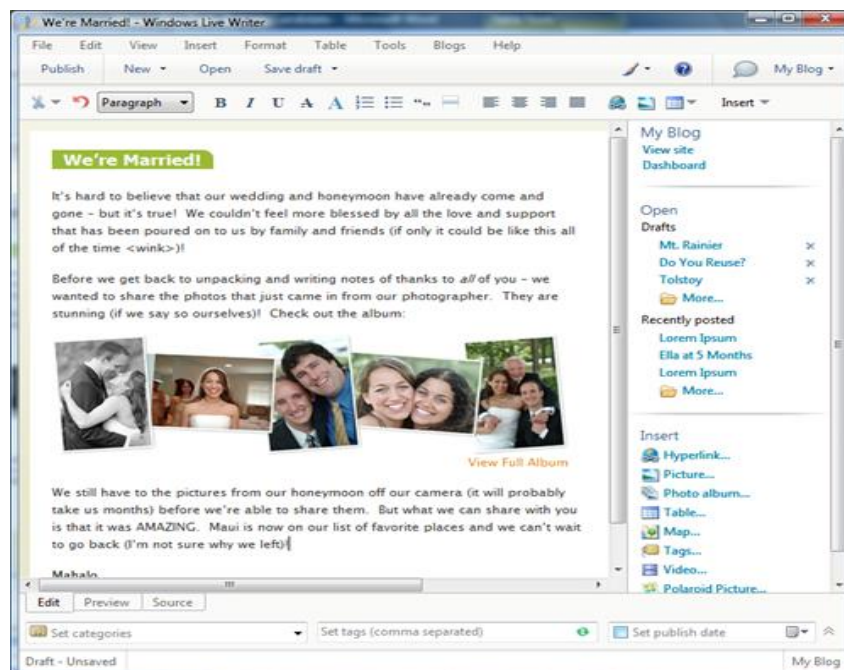 We're Married! - Windows Live Writer
File Edit View Insert Format Table Tools Blogs Help
Publish New Open Save draft My Blog
Paragraph B I U A A Insert
We're Married!
It's hard to believe that our wedding and honeymoon have already come and
gone – but it's true! We couldn't feel more blessed by all the love and support
that has been poured on to us by family and friends (if only it could be like this all
of the time <wink>)!
Before we get back to unpacking and writing notes of thanks to all of you – we
wanted to share the photos that just came in from our photographer. They are
stunning (if we say so ourselves)! Check out the album:
View Full Album
We still have to the pictures from our honeymoon off our camera (it will probably
take us months) before we're able to share them. But what we can share with you
is that it was AMAZING. Maui is now on our list of favorite places and we can't wait
to go back (I'm not sure why we left)!
Mahalo
My Blog
View site
Dashboard
Open
Drafts
Mt. Rainier
Do You Reuse?
Tolstoy
More...
Recently posted
Lorem Ipsum
Ella at 5 Months
Lorem Ipsum
More...
Insert
Hyperlink...
Picture...
Photo album...
Table...
Map...
Tags...
Video...
Polaroid Picture...
Edit Preview Source
Set categories Set tags (comma separated) Set publish date
Draft - Unsaved My Blog